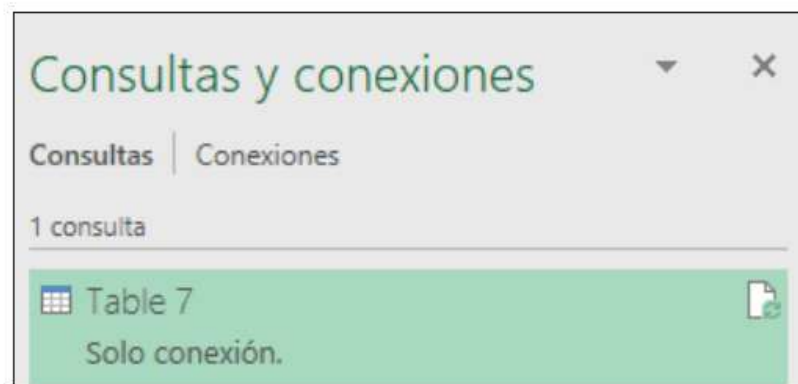 Consultas y conexiones
Consultas | Conexiones
1 consulta
Table 7
Solo conexión.